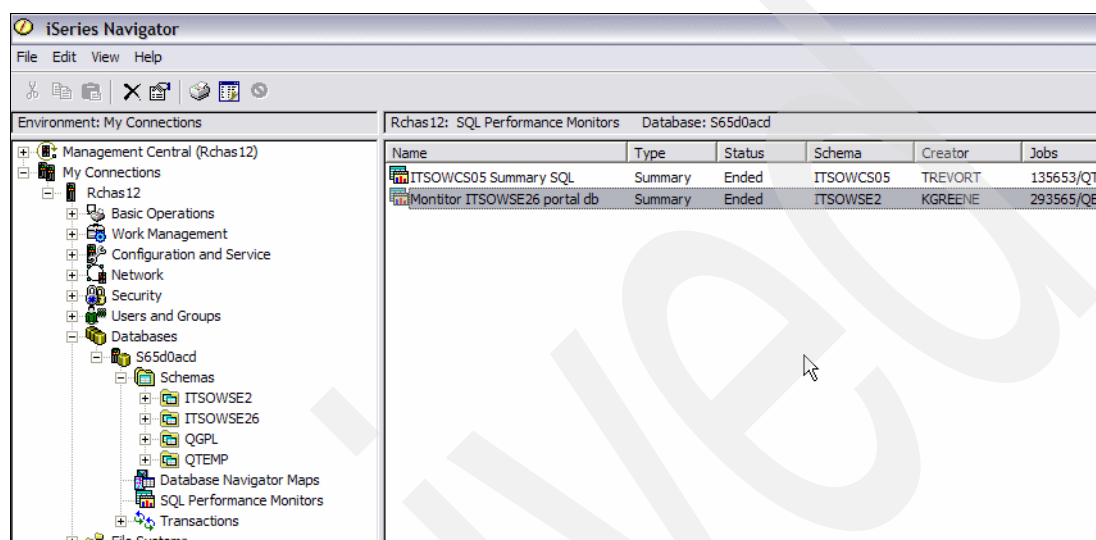 iSeries Navigator
File Edit View Help
Environment: My Connections
Rchas12: SQL Performance Monitors Database: S65d0acd
Management Central (Rchas12)
My Connections
Rchas12
Basic Operations
Work Management
Configuration and Service
Network
Security
Users and Groups
Databases
S65d0acd
Schemas
ITSOWSE2
ITSOWSE26
QGPL
QTEMP
Database Navigator Maps
SQL Performance Monitors
Transactions
File Systems
Name Type Status Schema Creator Jobs
ITSOWCS05 Summary SQL Summary Ended ITSOWCS05 TREVORT 135653/QT
Montitor ITSOWSE26 portal db Summary Ended ITSOWSE2 KGREENE 293565/QE